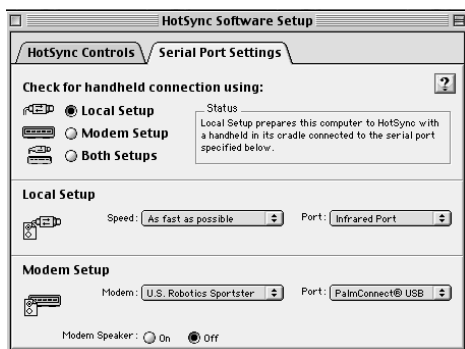 HotSync Software Setup
HotSync Controls
Serial Port Settings
Check for handheld connection using:
?
Local Setup
Modem Setup
Both Setups
Status
Local Setup prepares this computer to HotSync with
a handheld in its cradle connected to the serial port
specified below.
Local Setup
Speed: As fast as possible Port: Infrared Port
Modem Setup
Modem: U.S. Robotics Sportster Port: PalmConnect® USB
Modem Speaker: On Off